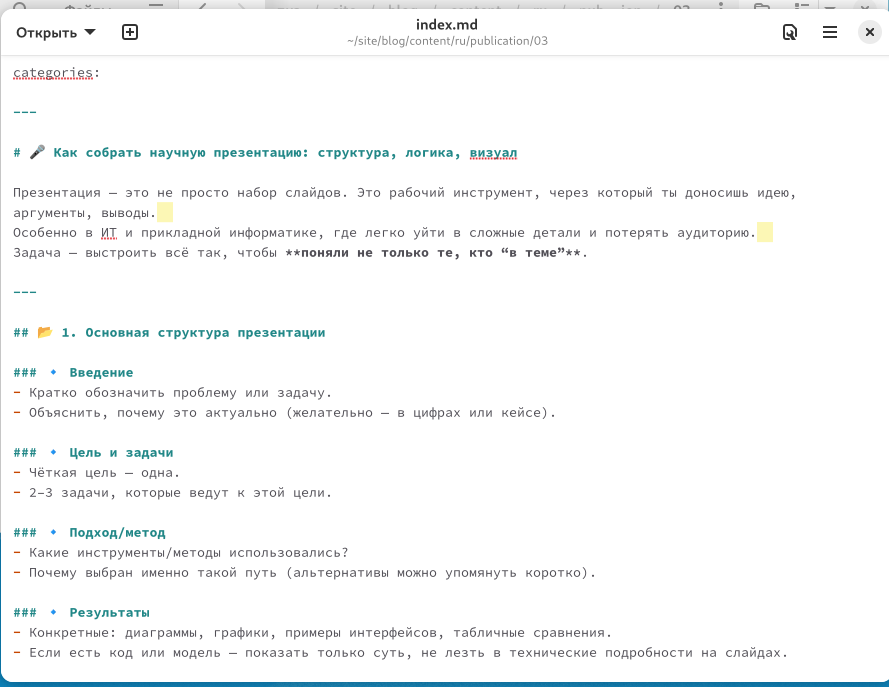 Открыть
index.md
~/site/blog/content/ru/publication/03
categories:
---
# 🎤 Как собрать научную презентацию: структура, логика, визуал
Презентация — это не просто набор слайдов. Это рабочий инструмент, через который ты доносишь идею,
аргументы, выводы.
Особенно в ИТ и прикладной информатике, где легко уйти в сложные детали и потерять аудиторию.
Задача — выстроить всё так, чтобы **поняли не только те, кто “в теме”**.
---
## 📂 1. Основная структура презентации
### 🔹 Введение
- Кратко обозначить проблему или задачу.
- Объяснить, почему это актуально (желательно — в цифрах или кейсе).
### 🔹 Цель и задачи
- Чёткая цель — одна.
- 2–3 задачи, которые ведут к этой цели.
### 🔹 Подход/метод
- Какие инструменты/методы использовались?
- Почему выбран именно такой путь (альтернативы можно упомянуть коротко).
### 🔹 Результаты
- Конкретные: диаграммы, графики, примеры интерфейсов, табличные сравнения.
- Если есть код или модель — показать только суть, не лезть в технические подробности на слайдах.